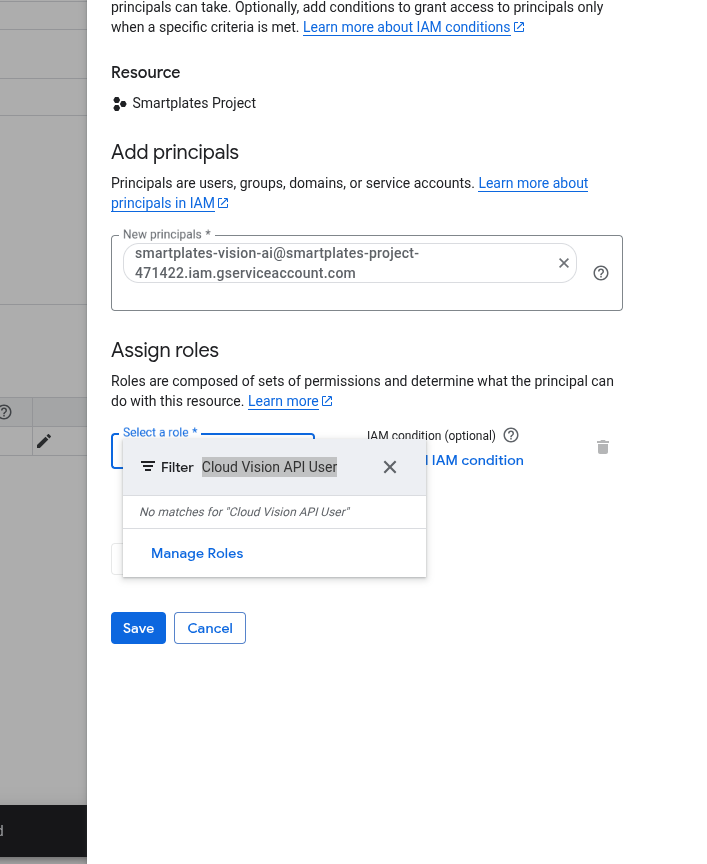 principals can take. Optionally, add conditions to grant access to principals only
when a specific criteria is met. Learn more about IAM conditions
Resource
Smartplates Project
Add principals
Principals are users, groups, domains, or service accounts. Learn more about
principals in IAM
New principals *
smartplates-vision-ai@smartplates-project-
471422.iam.gserviceaccount.com
Assign roles
Roles are composed of sets of permissions and determine what the principal can
do with this resource. Learn more
Select a role *
IAM condition (optional)
IAM condition
Filter Cloud Vision API User
No matches for "Cloud Vision API User"
Manage Roles
Save Cancel